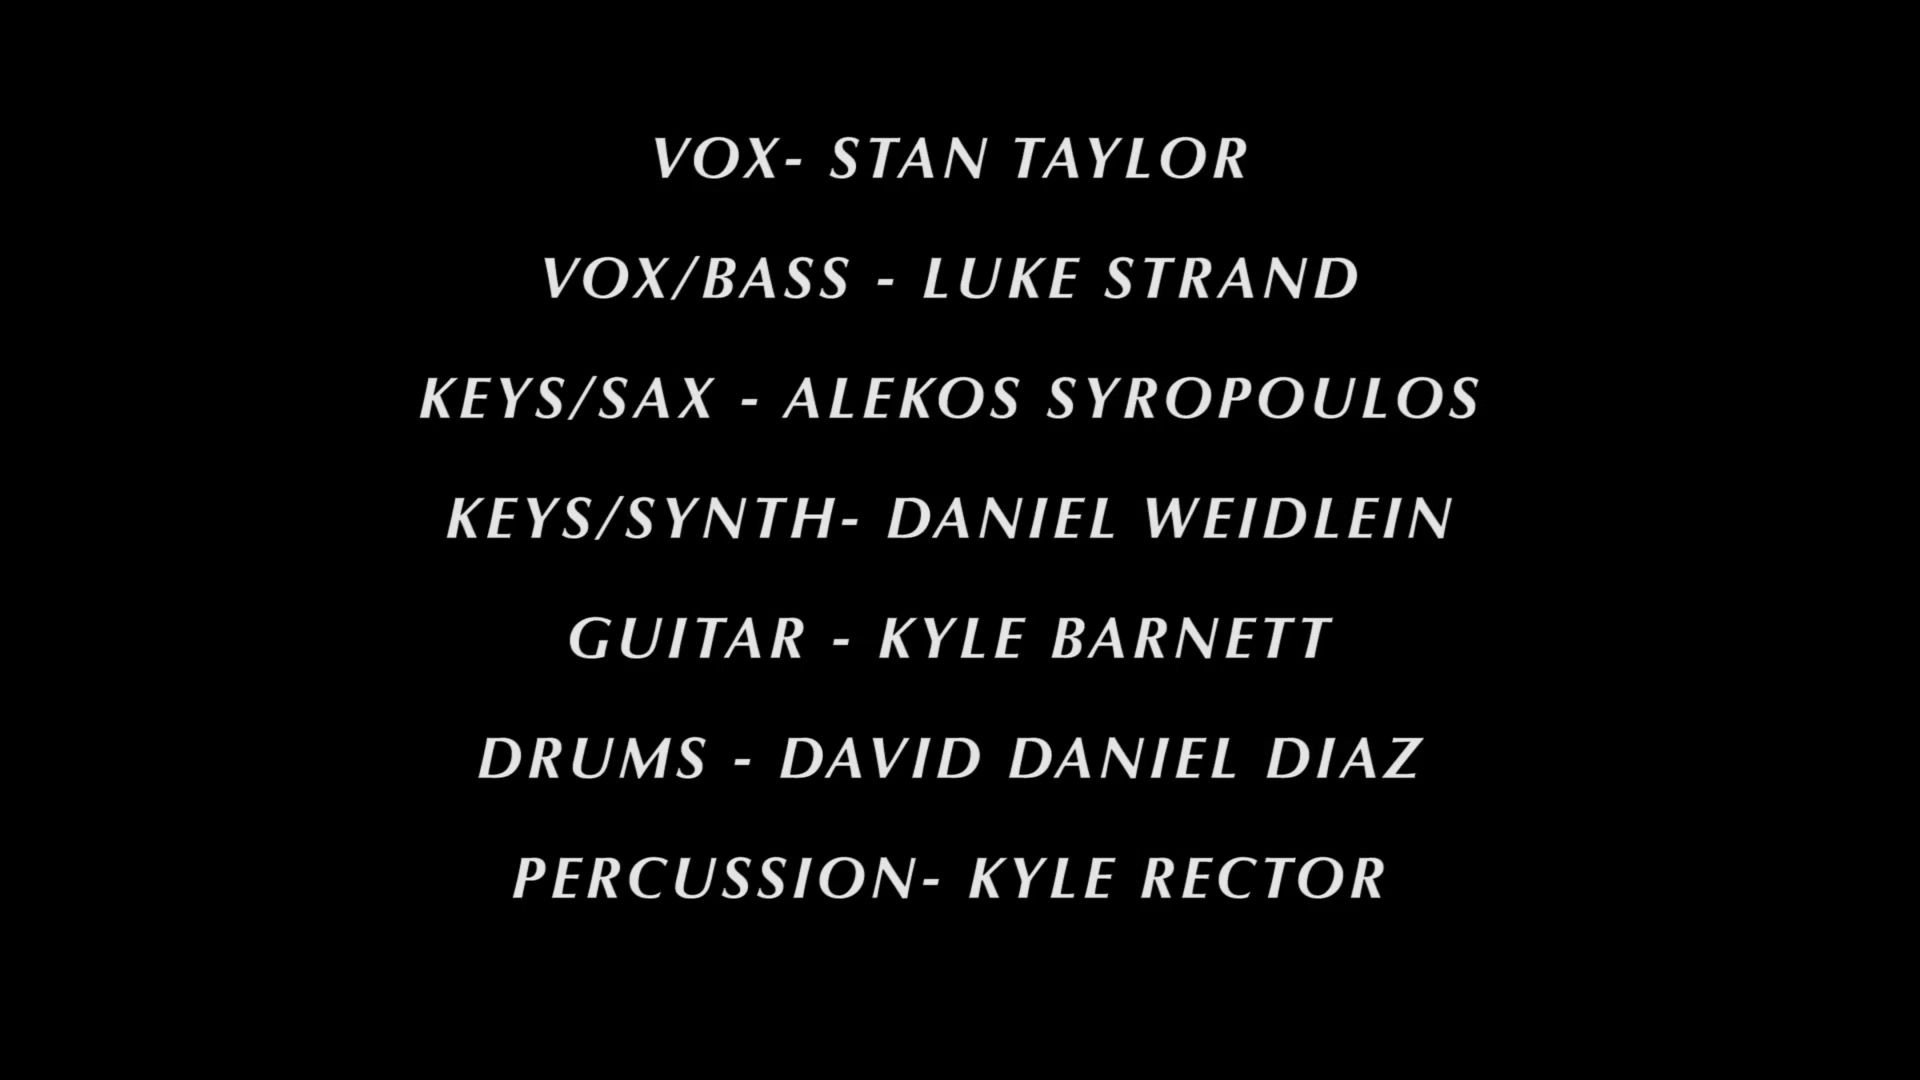 VOX- STAN TAYLOR
VOX/BASS - LUKE STRAND
KEYS/SAX - ALEKOS SYROPOULOS
KEYS/SYNTH- DANIEL WEIDLEIN
GUITAR - KYLE BARNETT
DRUMS - DAVID DANIEL DIAZ
PERCUSSION- KYLE RECTOR